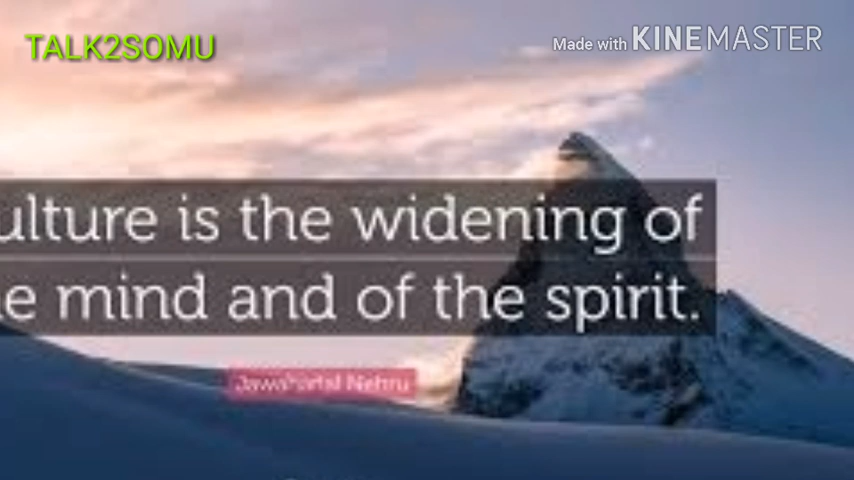 TALK2SOMU
Made with KINEMASTER
ulture is the widening of
e mind and of the spirit.
Jawaharlal Nehru